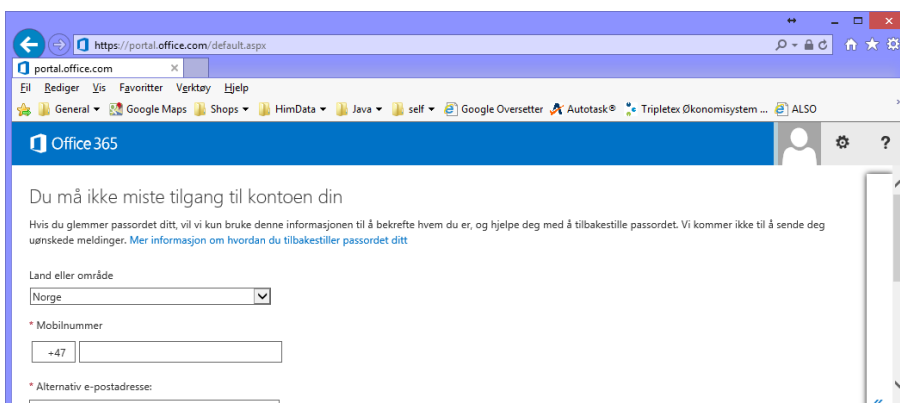 https://portal.office.com/default.aspx
portal.office.com
Fil Rediger Vis Favoritter Verktøy Hjelp
General Google Maps Shops HimData Java self Google Oversetter Autotask® Tripletex Økonomisystem ... ALSO
Office 365 ?
Du må ikke miste tilgang til kontoen din
Hvis du glemmer passordet ditt, vil vi kun bruke denne informasjonen til å bekrefte hvem du er, og hjelpe deg med å tilbakestille passordet. Vi kommer ikke til å sende deg
uønskede meldinger. Mer informasjon om hvordan du tilbakestiller passordet ditt
Land eller område
Norge
* Mobilnummer
+47
* Alternativ e-postadresse: